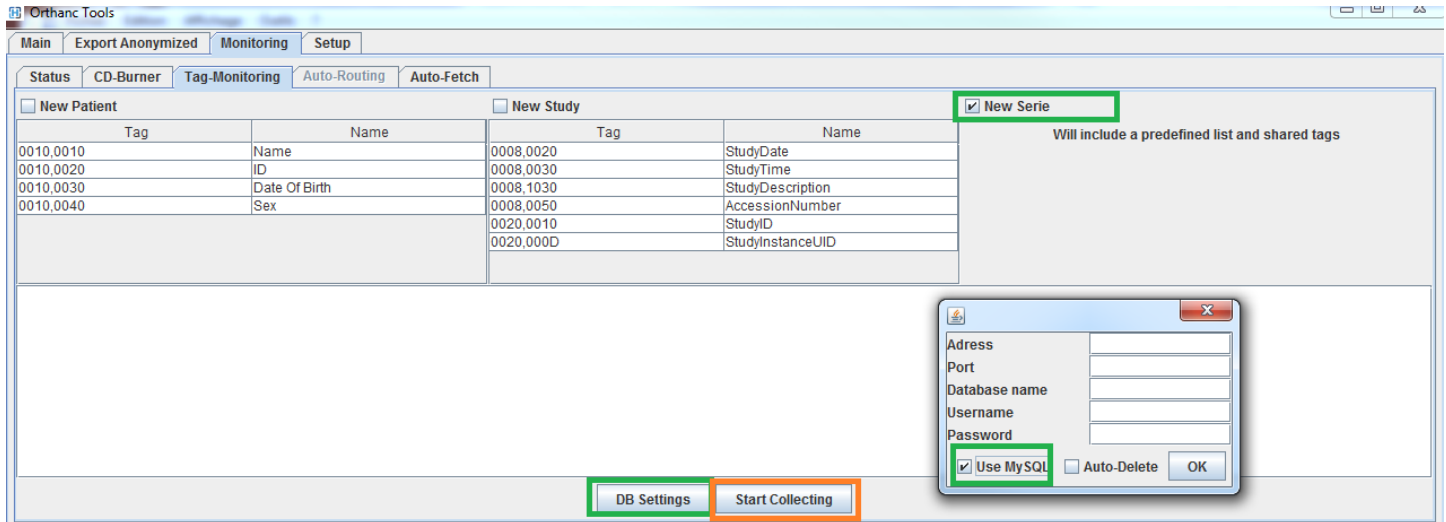 Orthanc Tools
Main Export Anonymized Monitoring Setup
Status CD-Burner Tag-Monitoring Auto-Routing Auto-Fetch
New Patient New Study New Serie
Tag Name Tag Name Will include a predefined list and shared tags
0010,0010 Name 0008,0020 StudyDate
0010,0020 ID 0008,0030 StudyTime
0010,0030 Date Of Birth 0008,1030 StudyDescription
0010,0040 Sex 0008,0050 AccessionNumber
0020,0010 StudyID
0020,000D StudyInstanceUID
Adress
Port
Database name
Username
Password
Use MySQL Auto-Delete OK
DB Settings Start Collecting